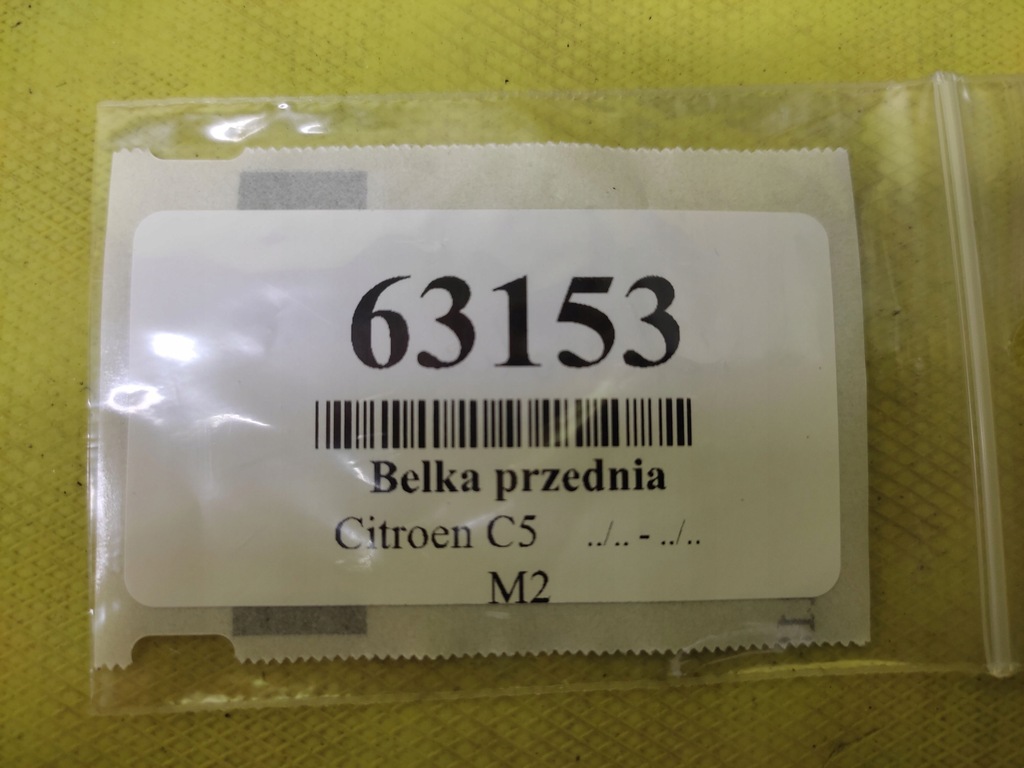 63153
Belka przednia
Citroen C5 ../.. - ../..
M2